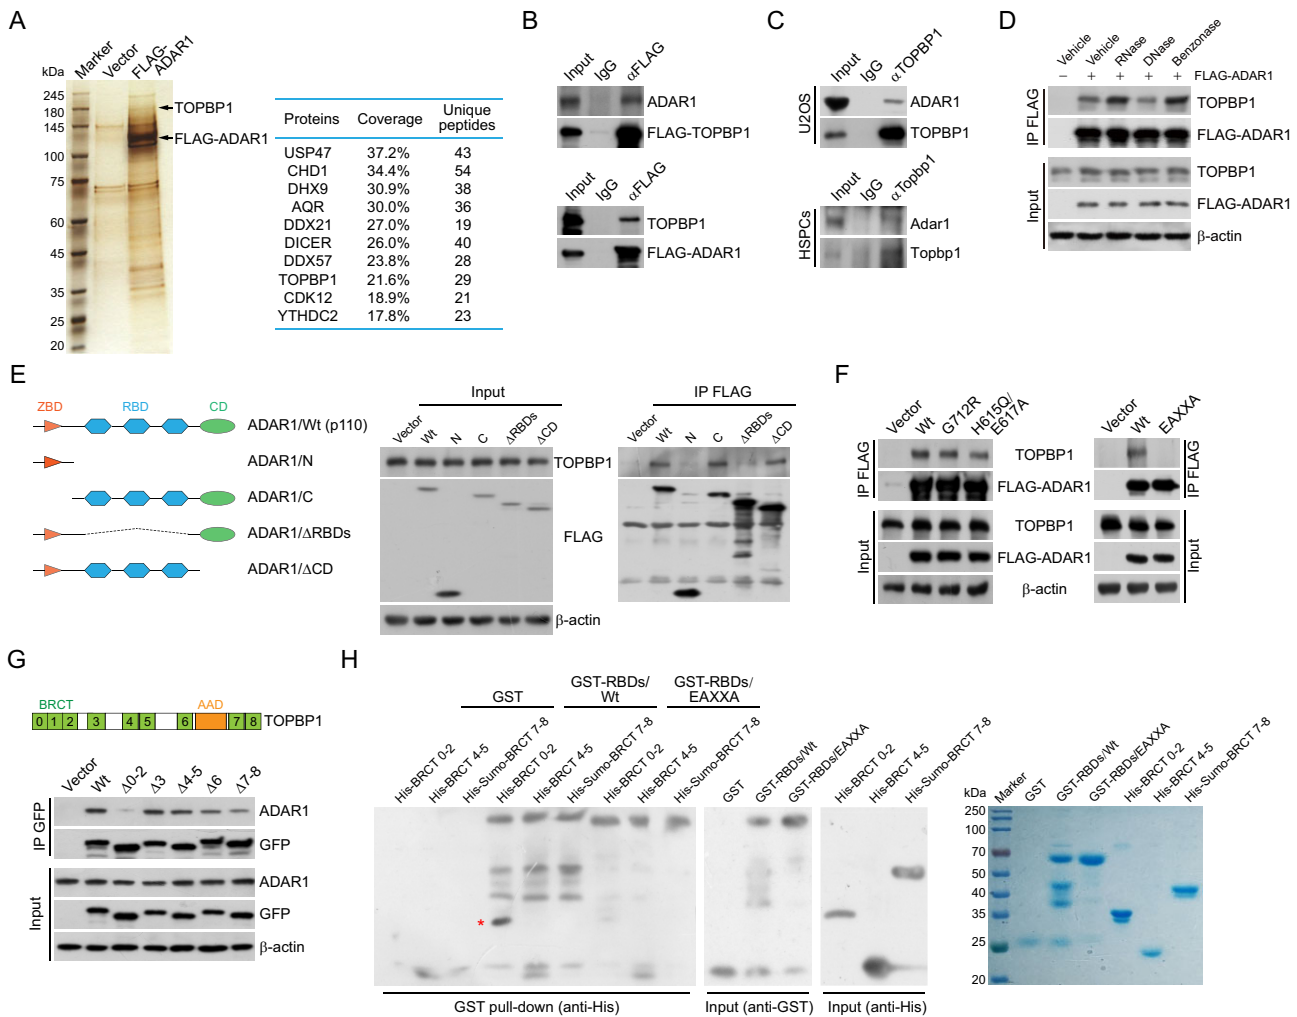 A
kDa
Marker
Vector
FLAG-
ADAR1
245
180
145
100
75
60
45
35
25
20
TOPBP1
FLAG-ADAR1
Proteins Coverage Unique peptides
USP47 37.2% 43
CHD1 34.4% 54
DHX9 30.9% 38
AQR 30.0% 36
DDX21 27.0% 19
DICER 26.0% 40
DDX57 23.8% 28
TOPBP1 21.6% 29
CDK12 18.9% 21
YTHDC2 17.8% 23
B
Input IgG αFLAG
ADAR1
FLAG-TOPBP1
Input IgG αFLAG
TOPBP1
FLAG-ADAR1
C
Input IgG αTOPBP1
U2OS
ADAR1
TOPBP1
Input IgG αTopbp1
HSPCs
Adar1
Topbp1
D
Vehicle Vehicle RNase DNase Benzonase
− + + + + FLAG-ADAR1
IP FLAG
TOPBP1
FLAG-ADAR1
Input
TOPBP1
FLAG-ADAR1
β-actin
E
ZBD RBD CD
ADAR1/Wt (p110)
ADAR1/N
ADAR1/C
ADAR1/ΔRBDs
ADAR1/ΔCD
Input
Vector Wt N C ΔRBDs ΔCD
IP FLAG
Vector Wt N C ΔRBDs ΔCD
TOPBP1
FLAG
β-actin
F
Vector Wt G712R H615Q/
E617A
Vector Wt EAXXA
IP FLAG
TOPBP1
FLAG-ADAR1
IP FLAG
Input
TOPBP1
FLAG-ADAR1
β-actin
Input
G
BRCT AAD
0 1 2 3 4 5 6 7 8 TOPBP1
Vector Wt Δ0-2 Δ3 Δ4-5 Δ6 Δ7-8
IP GFP
ADAR1
GFP
Input
ADAR1
GFP
β-actin
H
GST
GST-RBDs/
Wt
GST-RBDs/
EAXXA
His-BRCT 0-2
His-BRCT 4-5
His-Sumo-BRCT 7-8
His-BRCT 0-2
His-BRCT 4-5
His-Sumo-BRCT 7-8
His-BRCT 0-2
His-BRCT 4-5
His-Sumo-BRCT 7-8
*
GST pull-down (anti-His)
GST
GST-RBDs/Wt
GST-RBDs/EAXXA
Input (anti-GST)
His-BRCT 0-2
His-BRCT 4-5
His-Sumo-BRCT 7-8
Input (anti-His)
kDa
Marker
GST
GST-RBDs/Wt
GST-RBDs/EAXXA
His-BRCT 0-2
His-BRCT 4-5
His-Sumo-BRCT 7-8
250
100
70
50
40
35
25
20